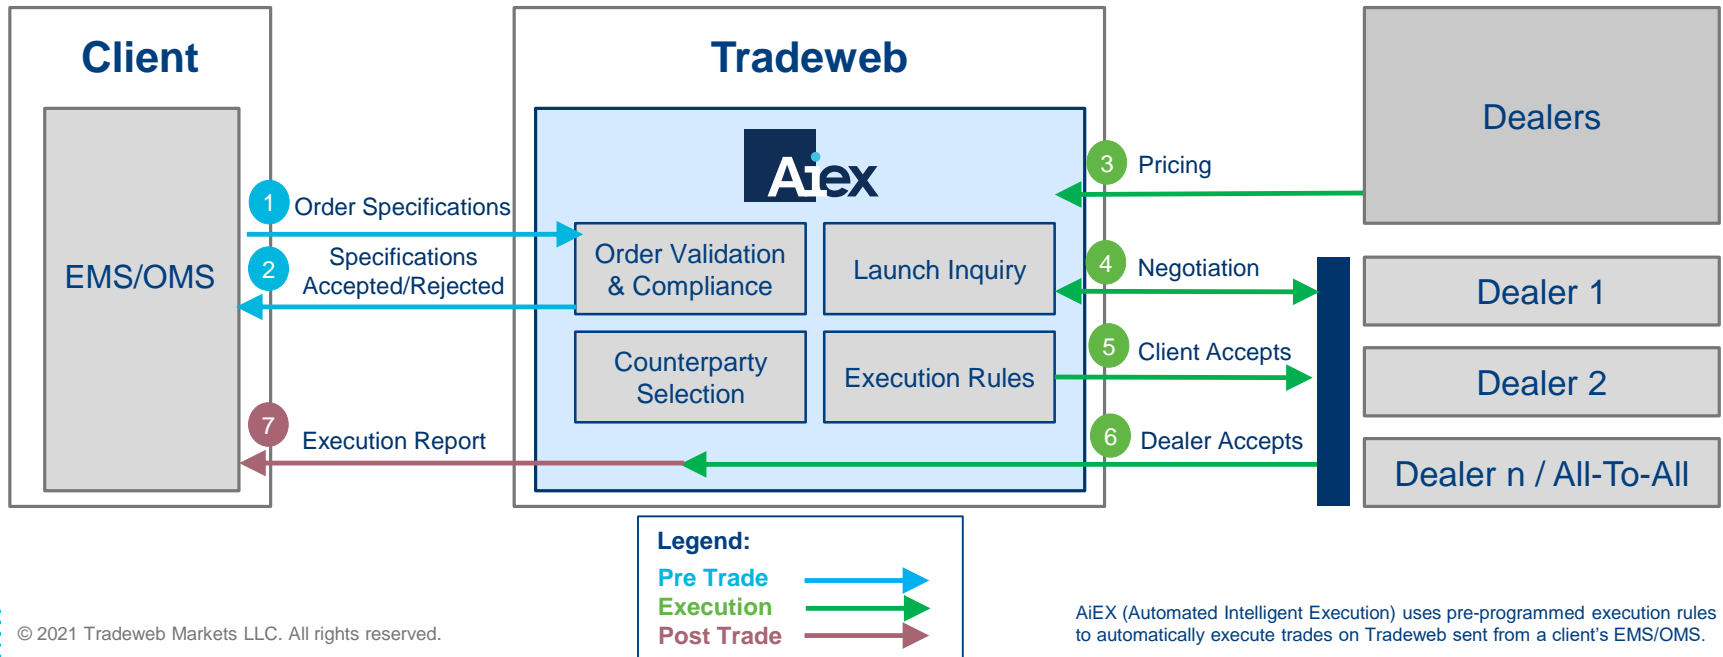 Client
Tradeweb
Dealers
Aiex
EMS/OMS
1
Order Specifications
2
Specifications
Accepted/Rejected
Order Validation
& Compliance
Launch Inquiry
Counterparty
Selection
Execution Rules
3
Pricing
4
Negotiation
5
Client Accepts
6
Dealer Accepts
7
Execution Report
Dealer 1
Dealer 2
Dealer n / All-To-All
Legend:
Pre Trade
Execution
Post Trade
© 2021 Tradeweb Markets LLC. All rights reserved.
AiEX (Automated Intelligent Execution) uses pre-programmed execution rules
to automatically execute trades on Tradeweb sent from a client's EMS/OMS.